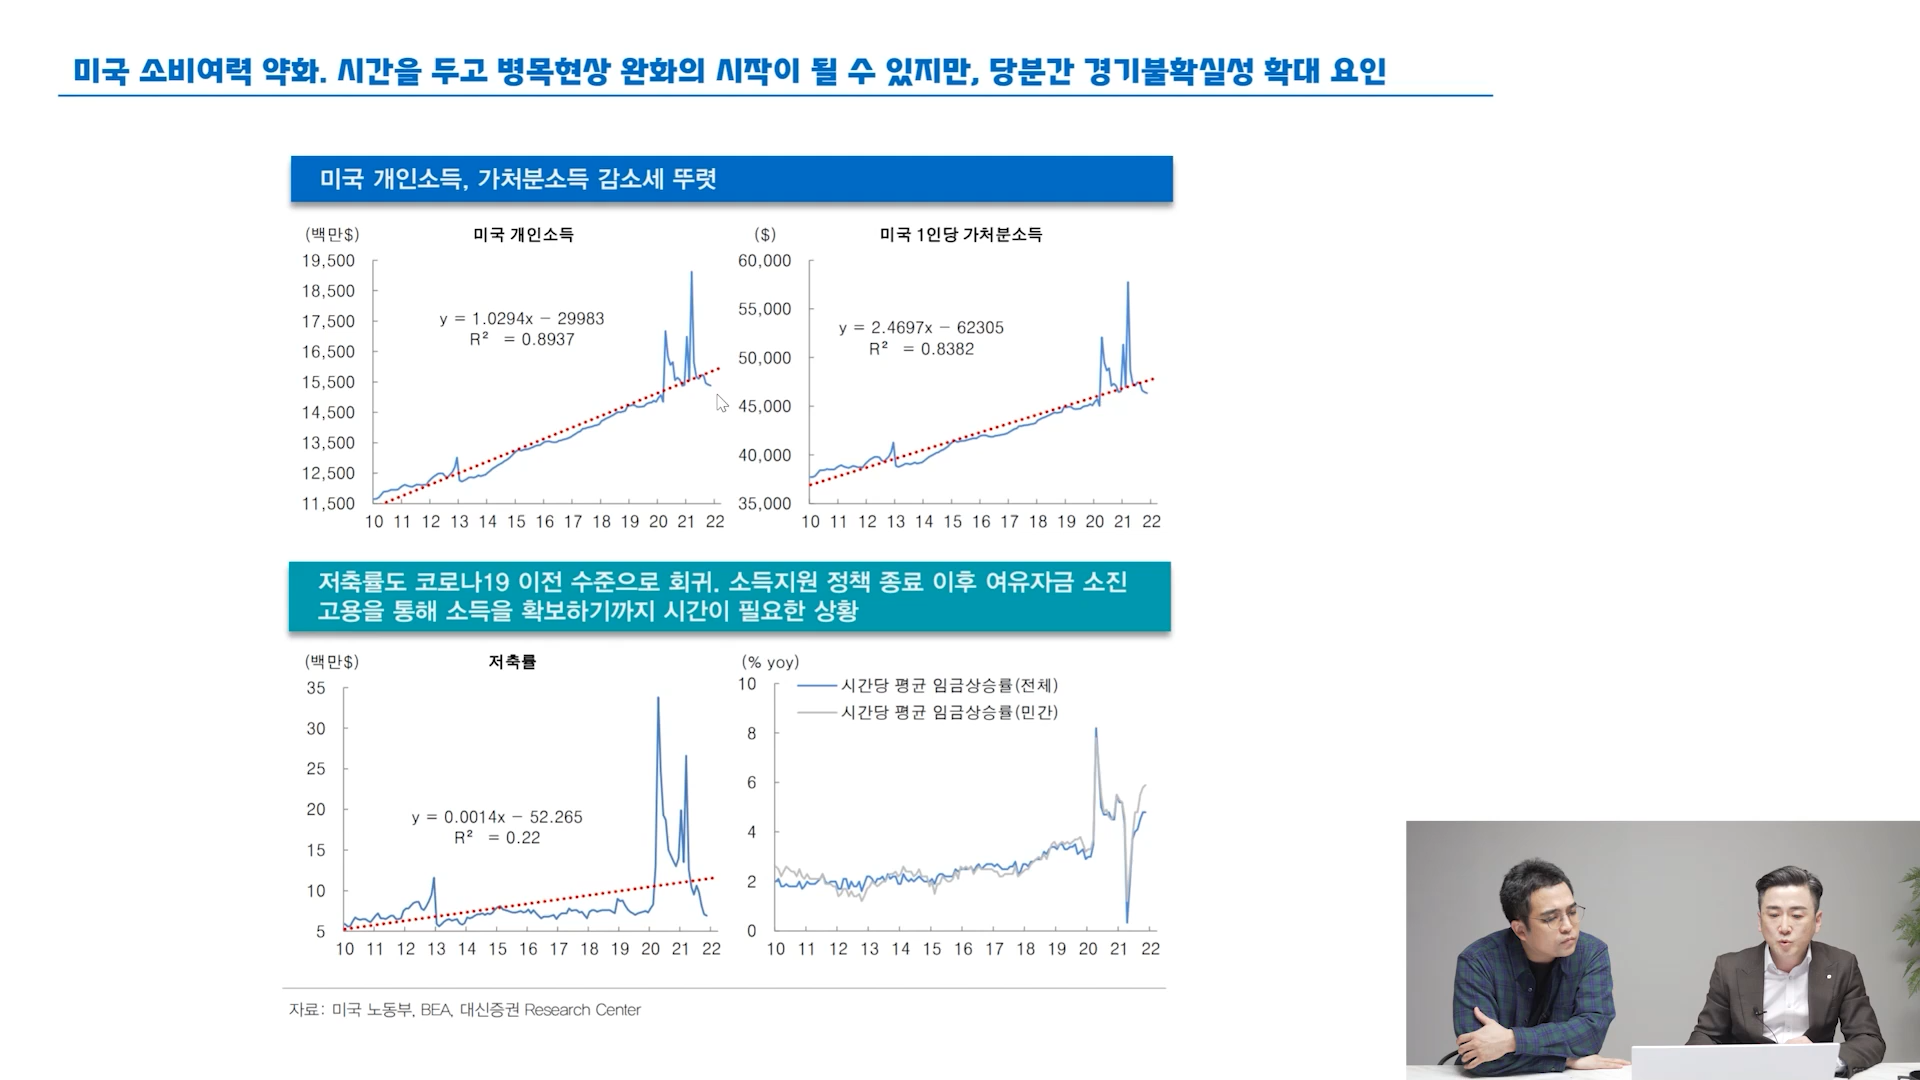 미국 소비여력 약화. 시간을 두고 병목현상 완화의 시작이 될 수 있지만, 당분간 경기불확실성 확대 요인
미국 개인소득, 가처분소득 감소세 뚜렷
(백만$) 미국 개인소득
19,500
18,500
17,500
16,500
15,500
14,500
13,500
12,500
11,500
y = 1.0294x − 29983
R² = 0.8937
10 11 12 13 14 15 16 17 18 19 20 21 22
($) 미국 1인당 가처분소득
60,000
55,000
50,000
45,000
40,000
35,000
y = 2.4697x − 62305
R² = 0.8382
10 11 12 13 14 15 16 17 18 19 20 21 22
저축률도 코로나19 이전 수준으로 회귀. 소득지원 정책 종료 이후 여유자금 소진
고용을 통해 소득을 확보하기까지 시간이 필요한 상황
(백만$) 저축률
35
30
25
20
15
10
5
y = 0.0014x − 52.265
R² = 0.22
10 11 12 13 14 15 16 17 18 19 20 21 22
(% yoy)
10
8
6
4
2
0
시간당 평균 임금상승률(전체)
시간당 평균 임금상승률(민간)
10 11 12 13 14 15 16 17 18 19 20 21 22
자료: 미국 노동부, BEA, 대신증권 Research Center